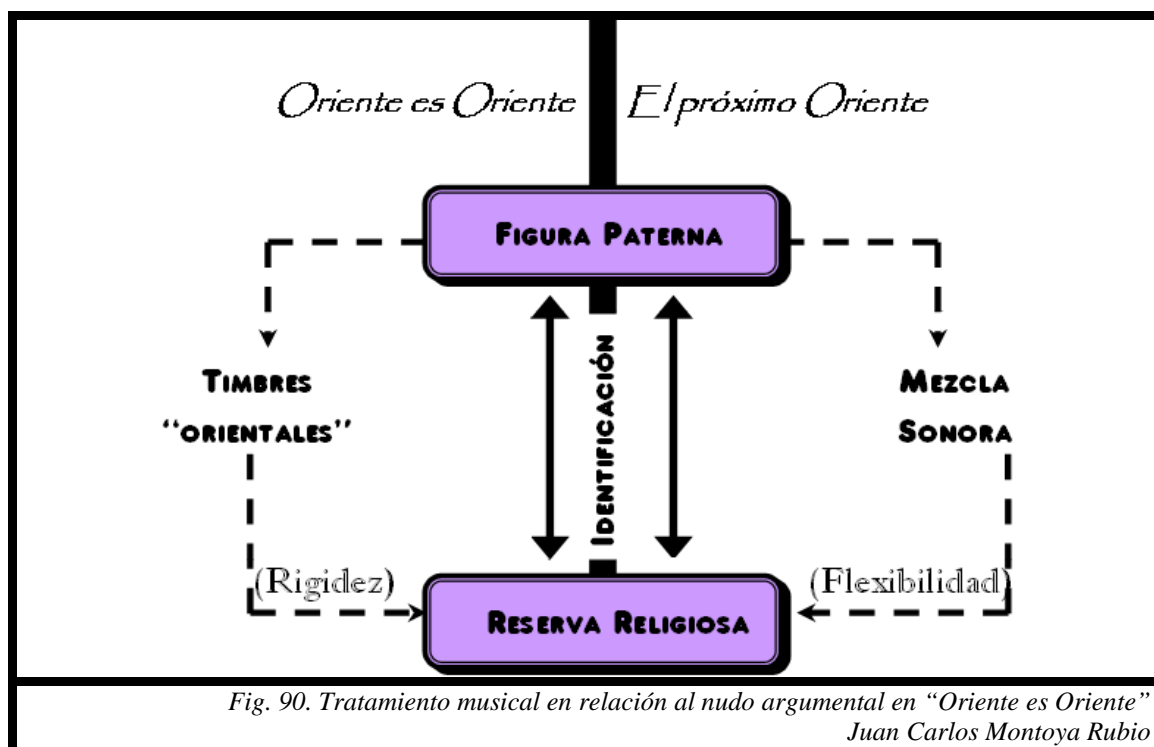 Oriente es Oriente
El próximo Oriente
FIGURA PATERNA
TIMBRES
"ORIENTALES"
IDENTIFICACIÓN
MEZCLA
SONORA
(Rigidez)
(Flexibilidad)
RESERVA RELIGIOSA
Fig. 90. Tratamiento musical en relación al nudo argumental en “Oriente es Oriente”
Juan Carlos Montoya Rubio